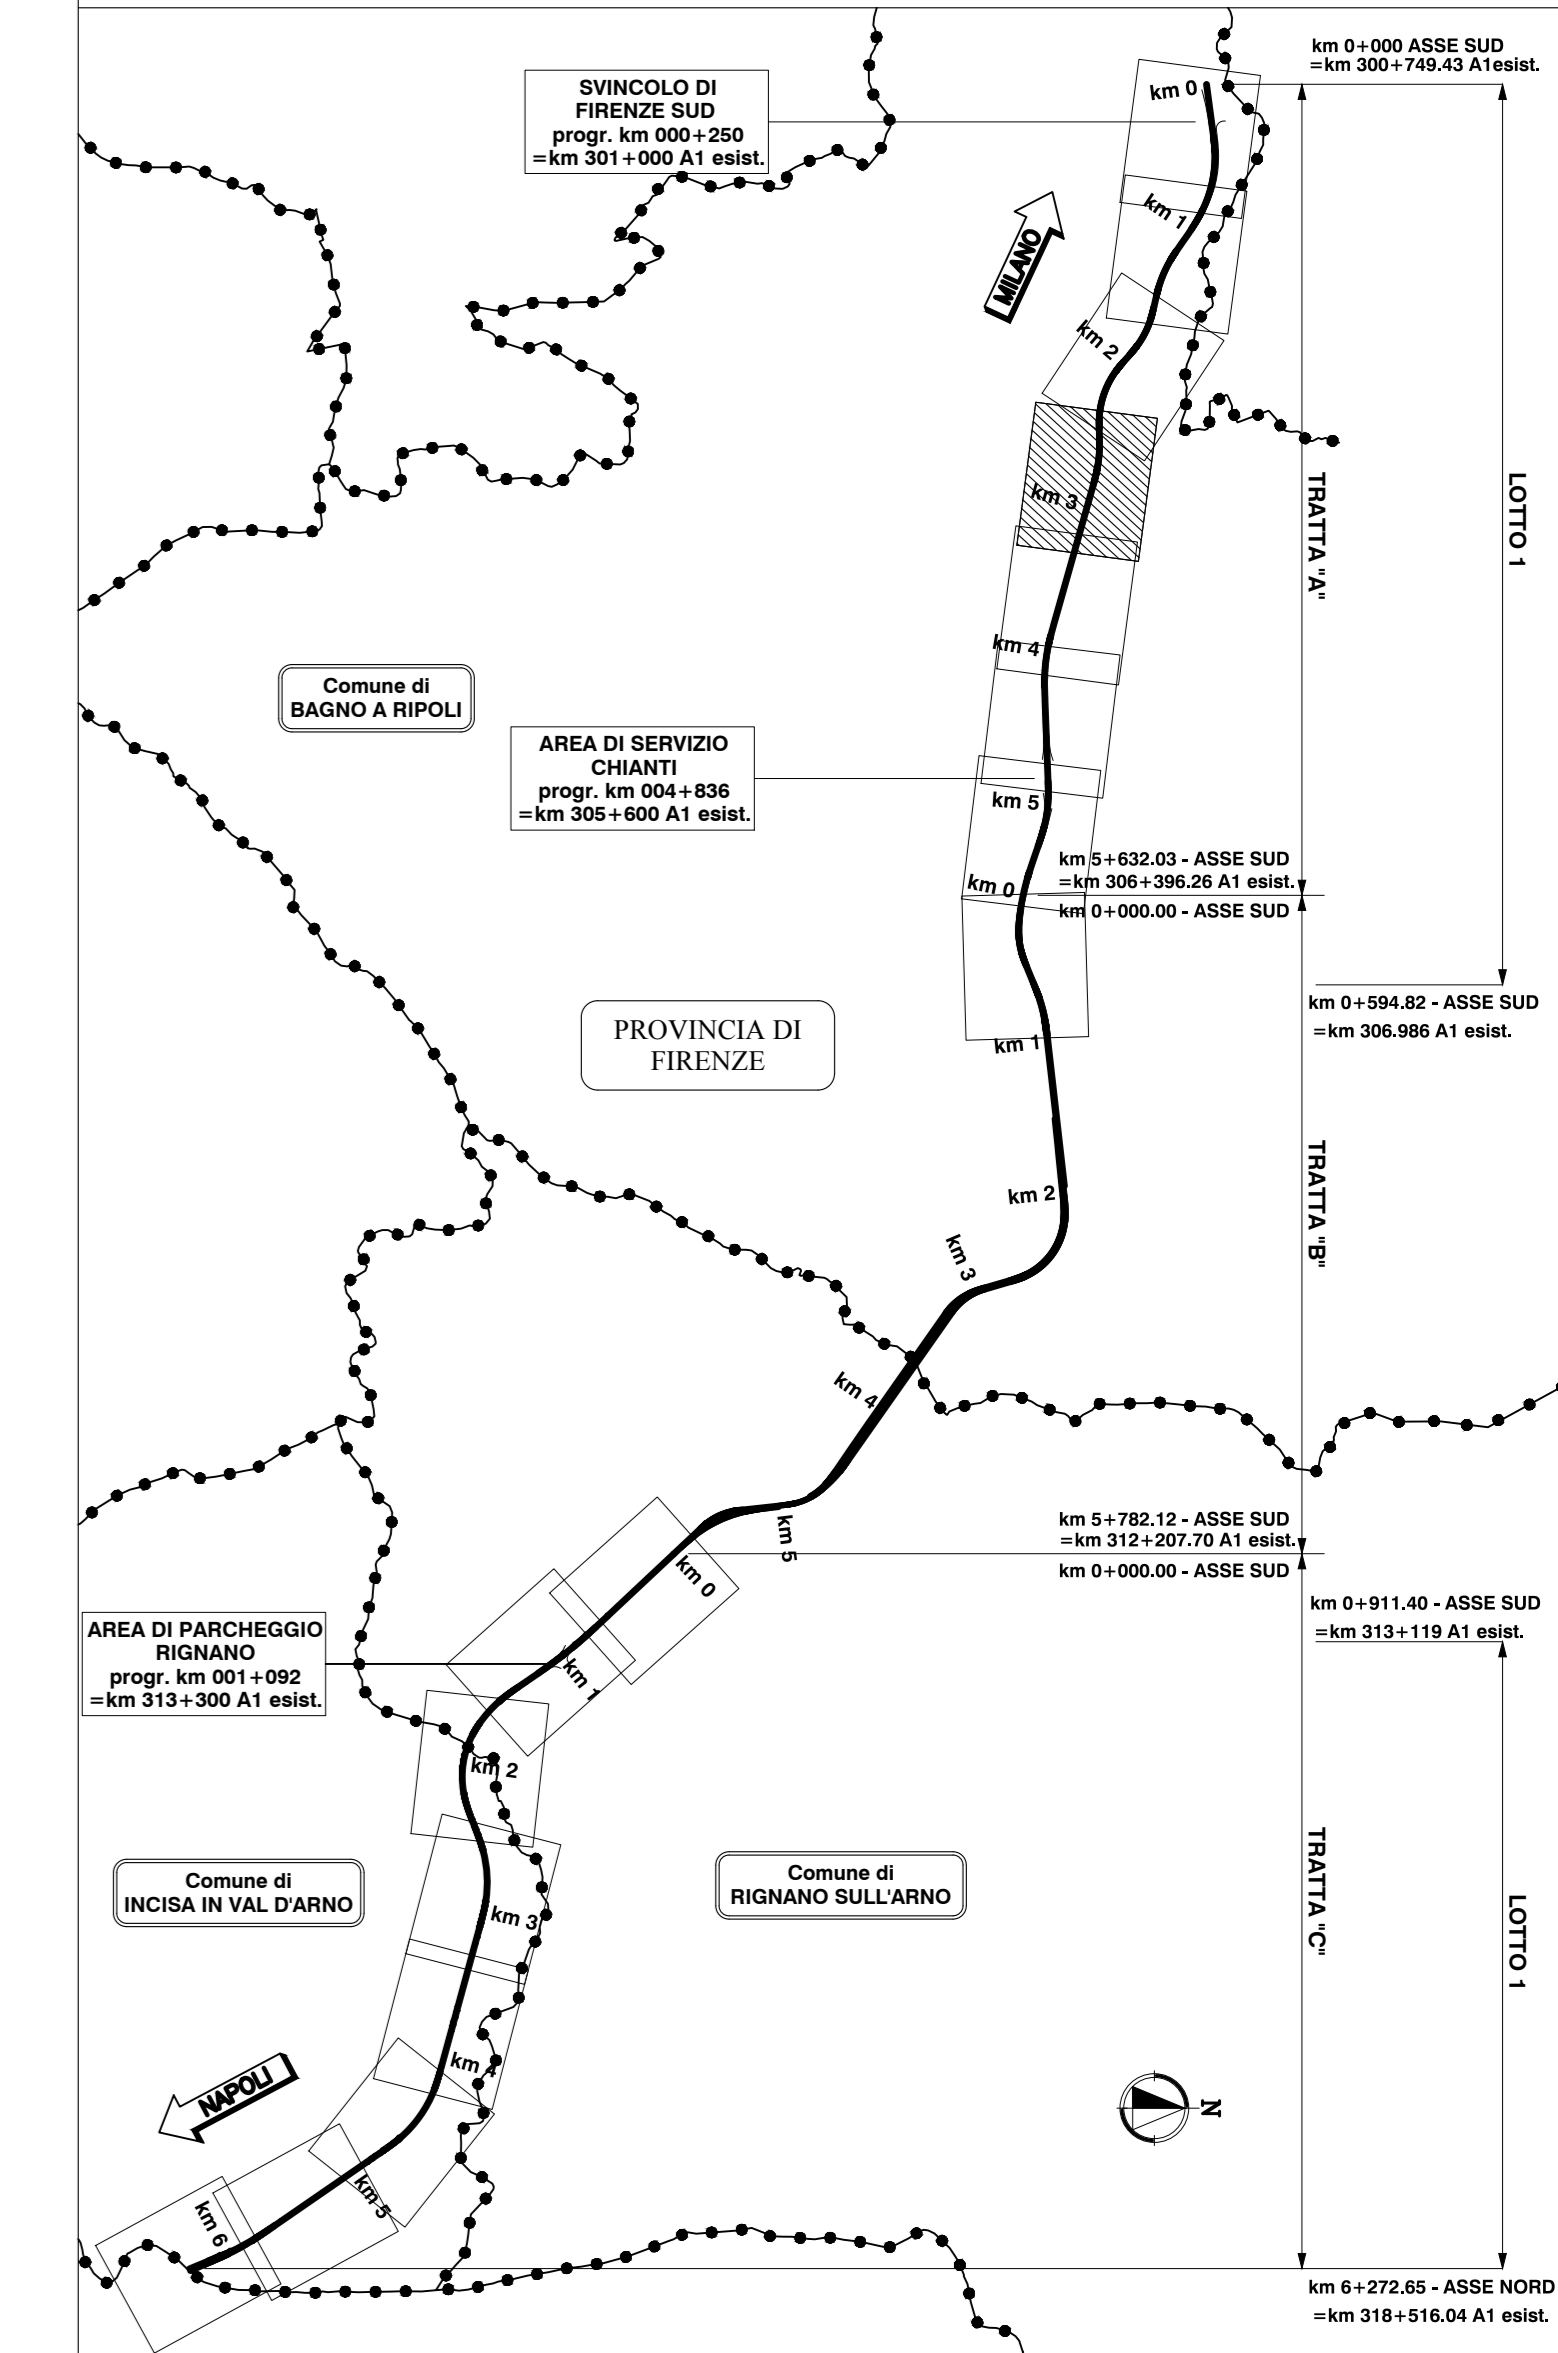 km 0+000 ASSE SUD
=km 300+749.43 A1esist.
SVINCOLO DI
FIRENZE SUD
progr. km 000+250
=km 301+000 A1 esist.
km 0
km 1
MILANO
km 2
km 3
TRATTA "A"
LOTTO 1
km 4
Comune di
BAGNO A RIPOLI
AREA DI SERVIZIO
CHIANTI
progr. km 004+836
=km 305+600 A1 esist.
km 5
km 5+632.03 - ASSE SUD
=km 306+396.26 A1 esist.
km 0
km 0+000.00 - ASSE SUD
km 0+594.82 - ASSE SUD
=km 306.986 A1 esist.
PROVINCIA DI
FIRENZE
km 1
km 2
TRATTA "B"
km 3
km 4
km 5
km 5+782.12 - ASSE SUD
=km 312+207.70 A1 esist.
km 0+000.00 - ASSE SUD
km 0
km 0+911.40 - ASSE SUD
=km 313+119 A1 esist.
AREA DI PARCHEGGIO
RIGNANO
progr. km 001+092
=km 313+300 A1 esist.
km 1
km 2
Comune di
INCISA IN VAL D'ARNO
Comune di
RIGNANO SULL'ARNO
km 3
TRATTA "C"
LOTTO 1
km 4
NAPOLI
N
km 5
km 6
km 6+272.65 - ASSE NORD
=km 318+516.04 A1 esist.